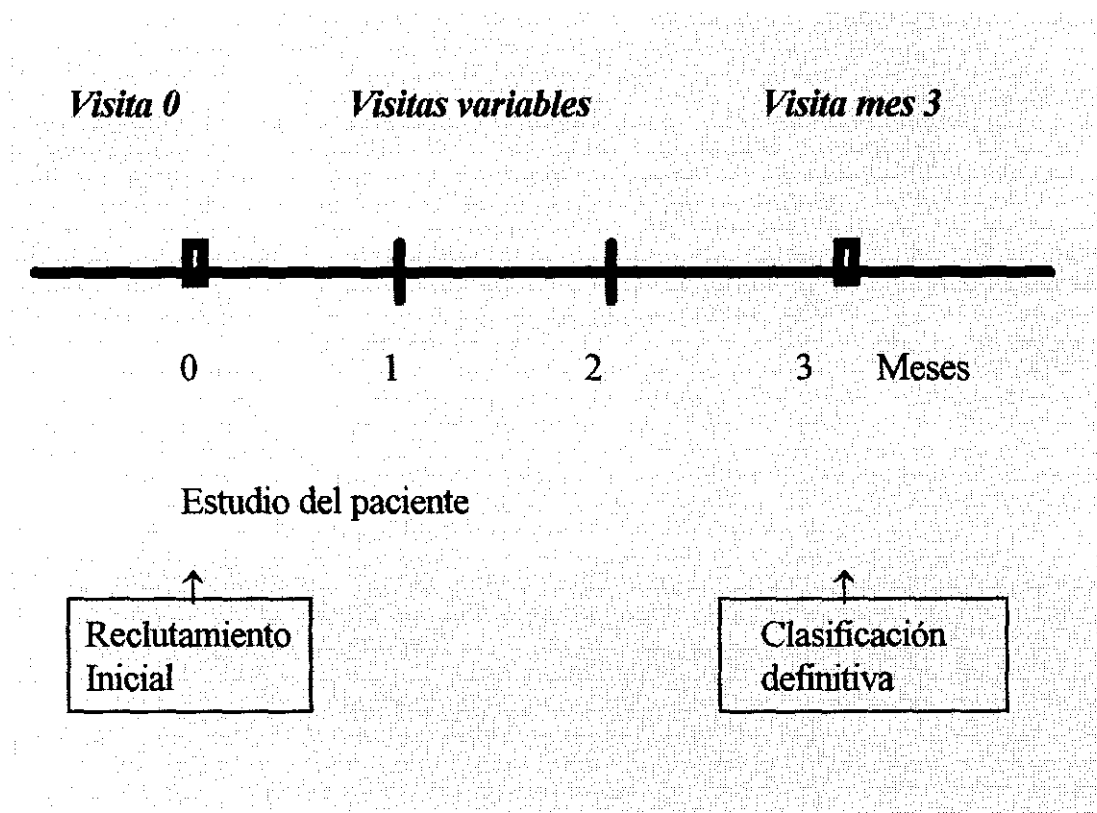 Visita 0 Visitas variables Visita mes 3
0 1 2 3 Meses
Estudio del paciente
Reclutamiento
Inicial
Clasificación
definitiva